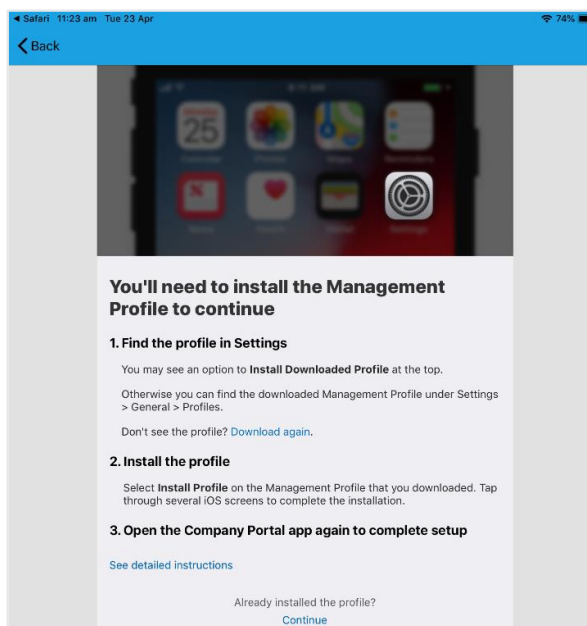 Safari 11:23 am Tue 23 Apr 74%
Back
Monday
25
You'll need to install the Management
Profile to continue
1. Find the profile in Settings
You may see an option to Install Downloaded Profile at the top.
Otherwise you can find the downloaded Management Profile under Settings
> General > Profiles.
Don't see the profile? Download again.
2. Install the profile
Select Install Profile on the Management Profile that you downloaded. Tap
through several iOS screens to complete the installation.
3. Open the Company Portal app again to complete setup
See detailed instructions
Already installed the profile?
Continue